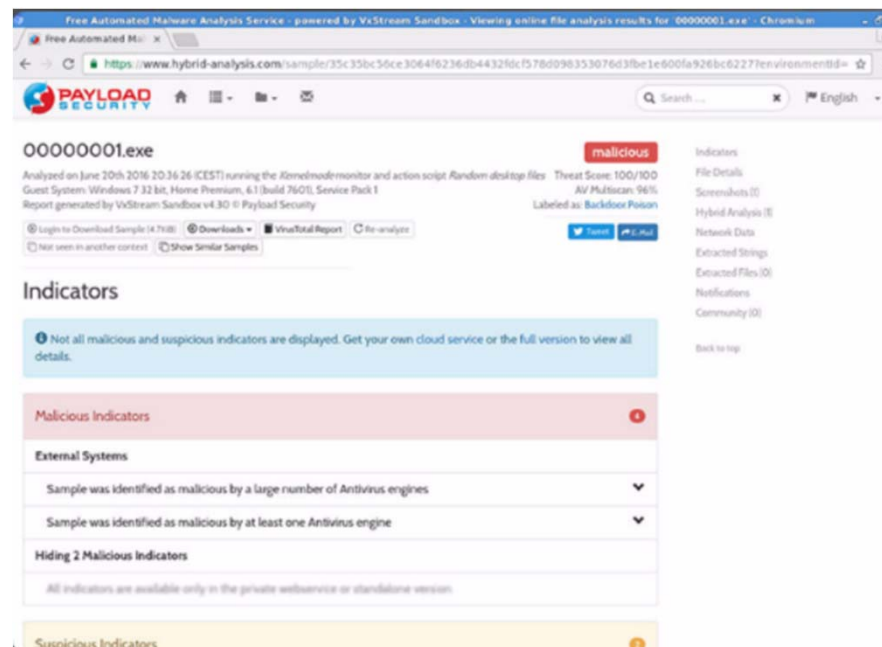 Free Automated Malware Analysis Service - powered by VxStream Sandbox - Viewing online file analysis results for '00000001.exe' - Chromium
Free Automated Mal
https://www.hybrid-analysis.com/sample/35c35bc56ce3064f6236db4432fdcf578d098353076d3fbe1e600fa926bc6227?environmentId=
PAYLOAD SECURITY
Search ...
English
00000001.exe
malicious
Analyzed on June 20th 2016 20:36:26 (CEST) running the Kernelmode monitor and action script Random desktop files
Threat Score: 100/100
Guest System: Windows 7 32 bit, Home Premium, 6.1 (build 7601), Service Pack 1
AV Multiscan: 96%
Report generated by VxStream Sandbox v4.30 © Payload Security
Labeled as: Backdoor.Poison
Login to Download Sample (4.7KiB)
Downloads
VirusTotal Report
Re-analyze
Tweet
E-Mail
Not seen in another context
Show Similar Samples
Indicators
File Details
Screenshots (1)
Hybrid Analysis (1)
Network Data
Extracted Strings
Extracted Files (0)
Notifications
Community (0)
Back to top
Indicators
Not all malicious and suspicious indicators are displayed. Get your own cloud service or the full version to view all
details.
Malicious Indicators
4
External Systems
Sample was identified as malicious by a large number of Antivirus engines
Sample was identified as malicious by at least one Antivirus engine
Hiding 2 Malicious Indicators
All indicators are available only in the private webservice or standalone version
Suspicious Indicators